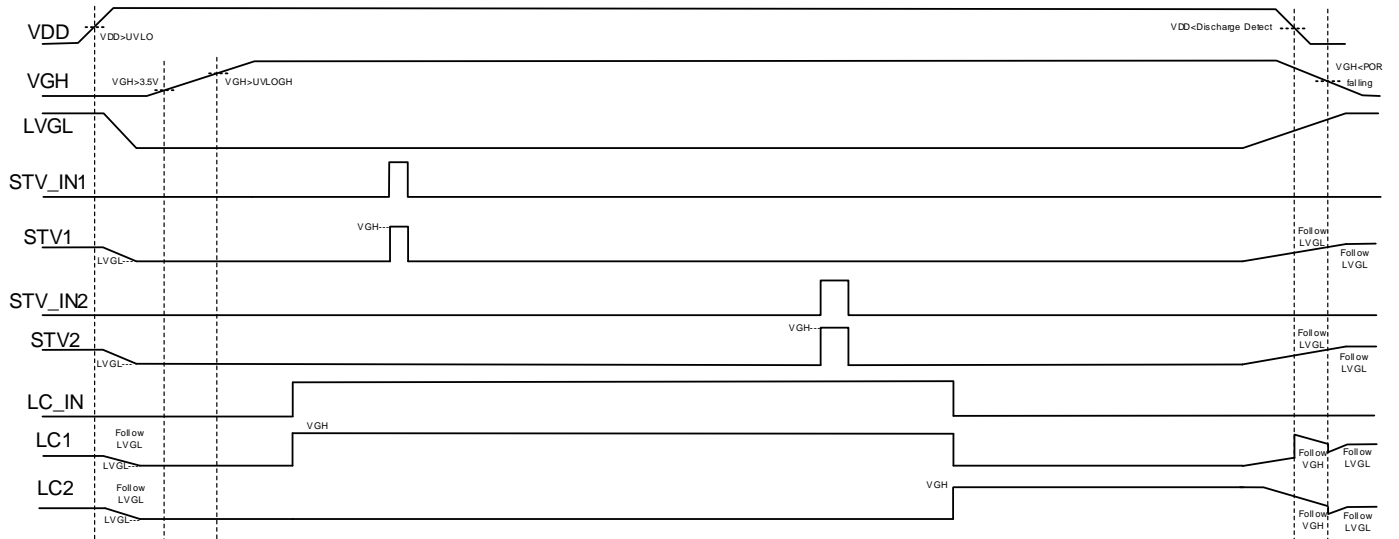 VDD
VDD>UVLO
VDD<Discharge Detect
VGH
VGH>3.5V
VGH>UVLOGH
VGH<POR
falling
LVGL
STV_IN1
STV1
VGH---
LVGL---
Follow
LVGL
Follow
LVGL
STV_IN2
STV2
VGH---
LVGL---
Follow
LVGL
Follow
LVGL
LC_IN
LC1
Follow
LVGL
LVGL---
VGH
Follow
VGH
Follow
LVGL
LC2
Follow
LVGL
LVGL---
VGH
Follow
VGH
Follow
LVGL